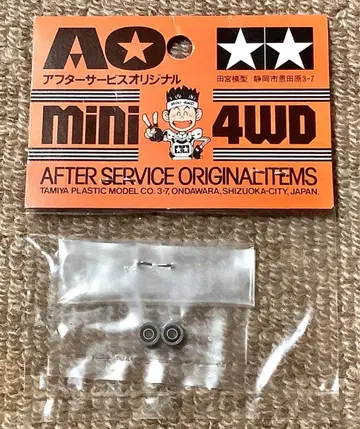 AO
アフターサービスオリジナル
田宮模型 静岡市恩田原3-7
MINI 4WD
mini 4WD
AFTER SERVICE ORIGINAL ITEMS
TAMIYA PLASTIC MODEL CO. 3-7, ONDAWARA, SHIZUOKA-CITY, JAPAN.